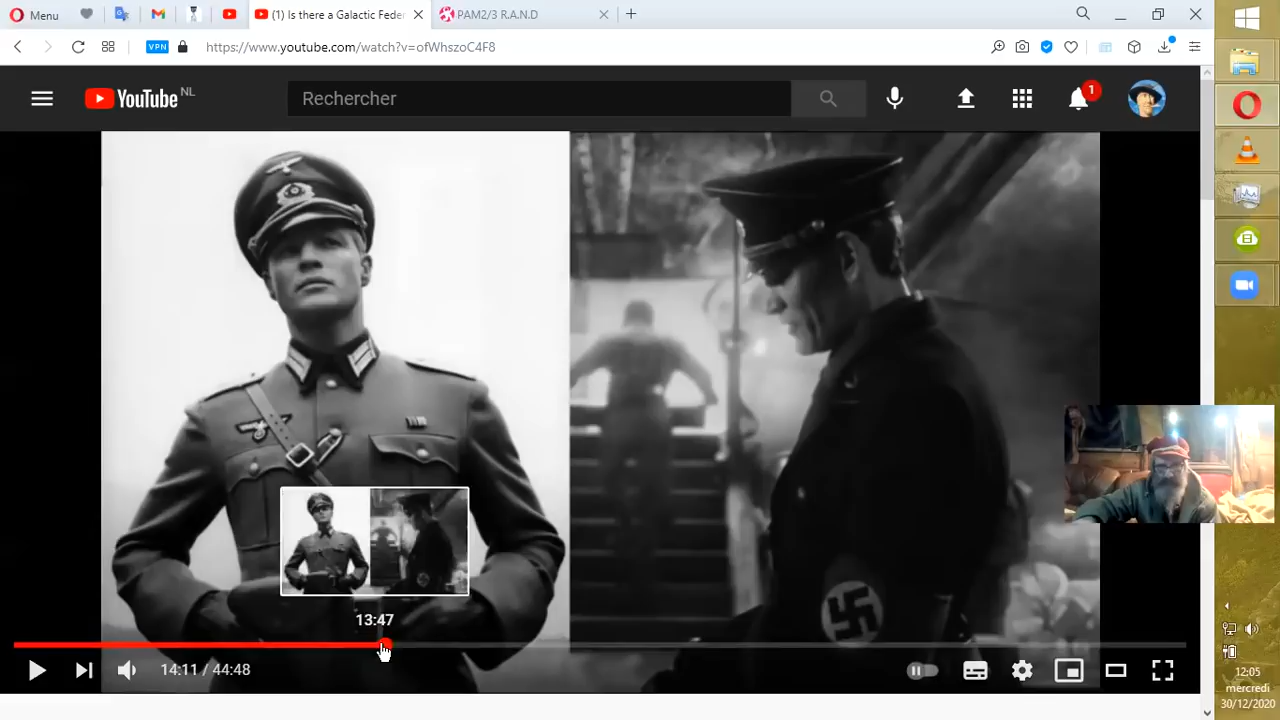 Menu
(1) Is there a Galactic Feder
PAM2/3 R.A.N.D
VPN
https://www.youtube.com/watch?v=ofWhszoC4F8
YouTube NL
Rechercher
1
13:47
14:11 / 44:48
12:05
mercredi
30/12/2020